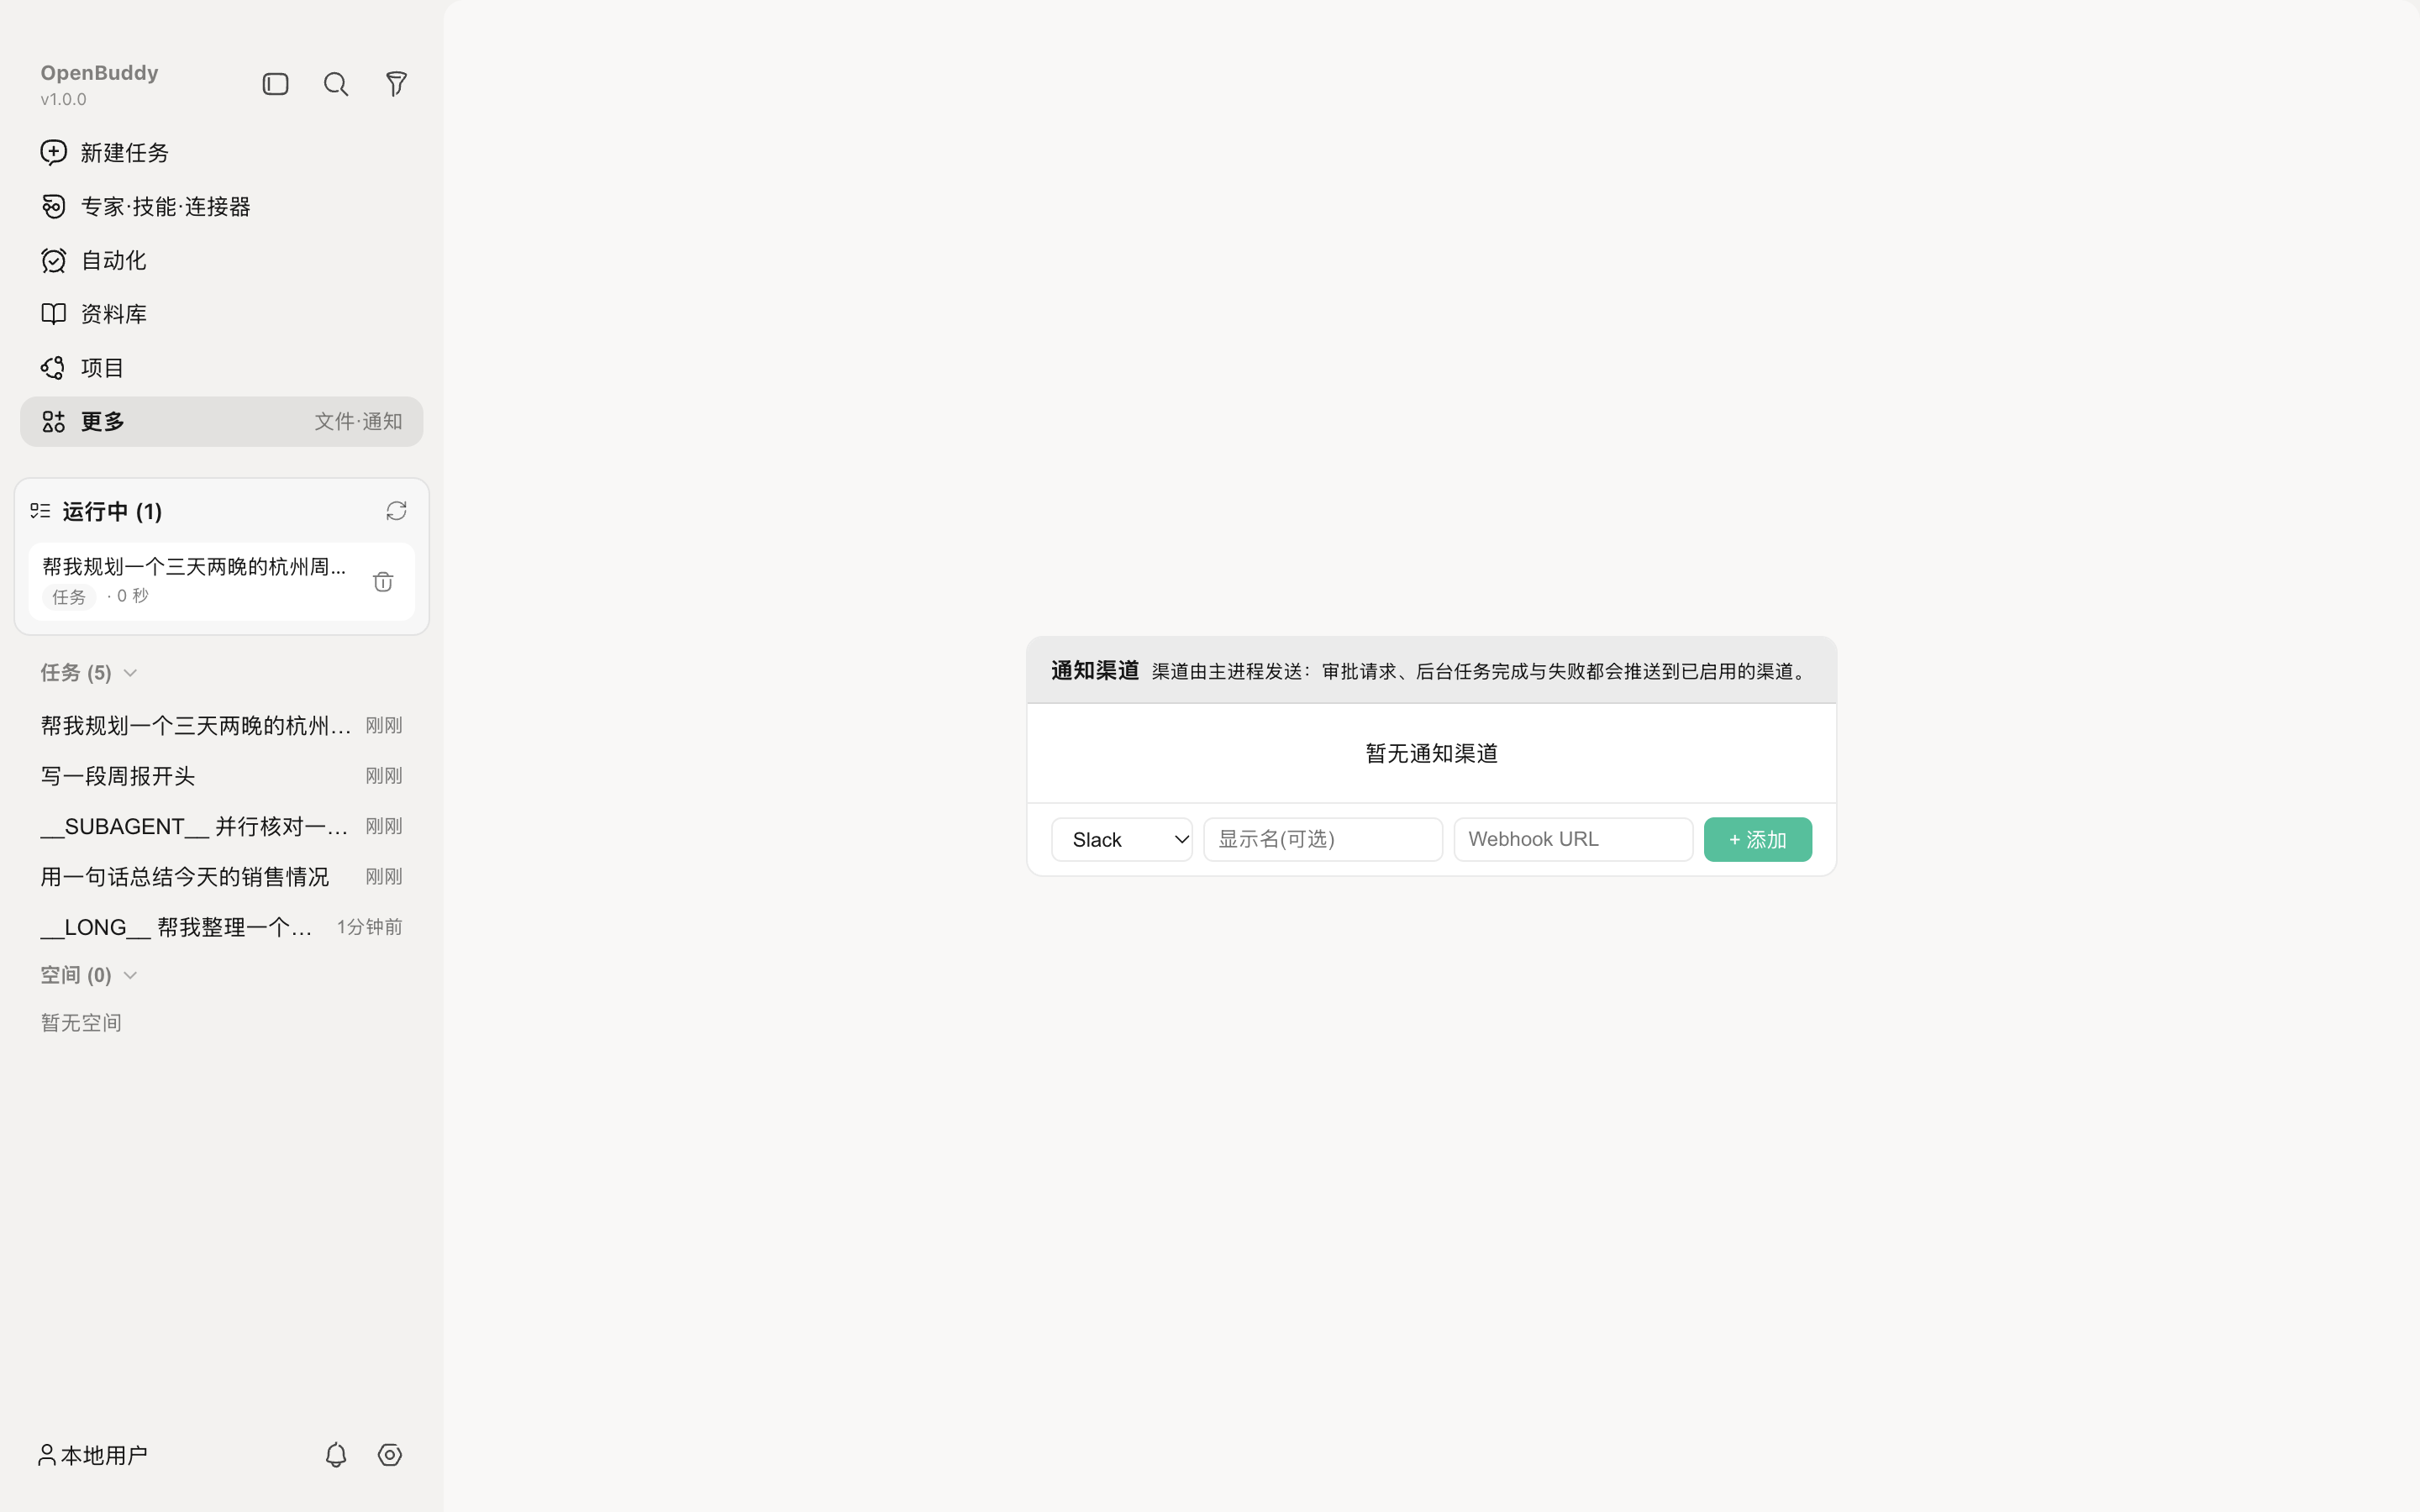 OpenBuddy
v1.0.0
新建任务
专家·技能·连接器
自动化
资料库
项目
更多 文件·通知
运行中 (1)
帮我规划一个三天两晚的杭州周...
任务 · 0 秒
任务 (5)
帮我规划一个三天两晚的杭州... 刚刚
写一段周报开头 刚刚
__SUBAGENT__ 并行核对一... 刚刚
用一句话总结今天的销售情况 刚刚
__LONG__ 帮我整理一个... 1分钟前
空间 (0)
暂无空间
本地用户
通知渠道 渠道由主进程发送：审批请求、后台任务完成与失败都会推送到已启用的渠道。
暂无通知渠道
Slack 显示名(可选) Webhook URL + 添加